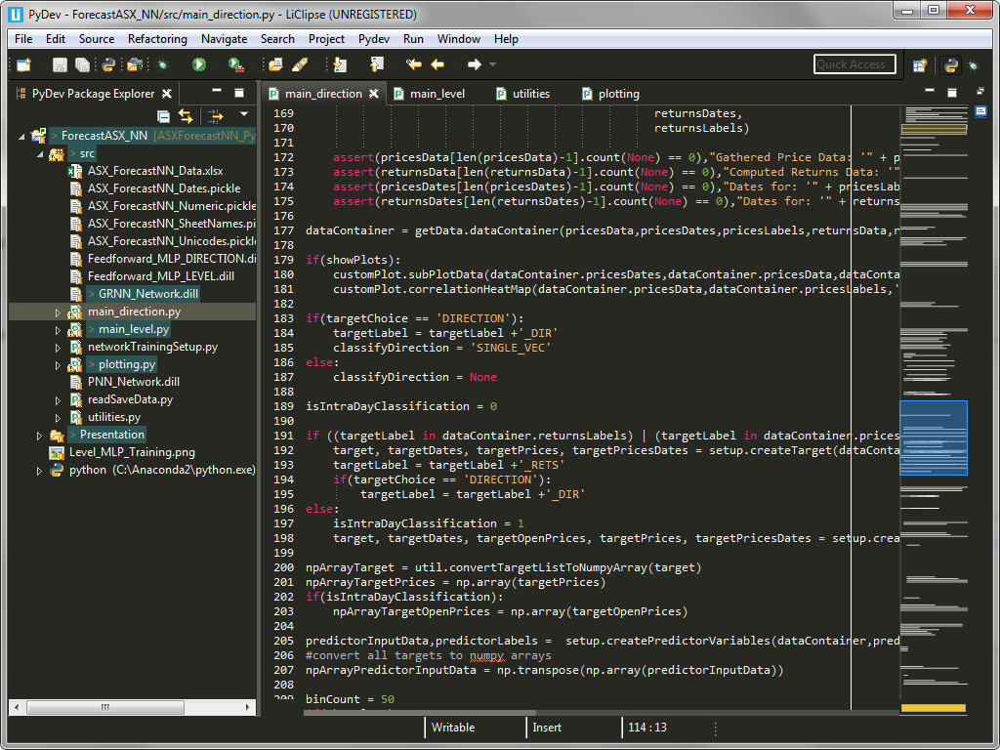 PyDev - ForecastASX_NN/src/main_direction.py - LiClipse (UNREGISTERED)
File Edit Source Refactoring Navigate Search Project Pydev Run Window Help
Quick Access
PyDev Package Explorer
main_direction main_level utilities plotting
> ForecastASX_NN [ASXForecastNN_Py
> src
ASX_ForecastNN_Data.xlsx
ASX_ForecastNN_Dates.pickle
ASX_ForecastNN_Numeric.pickle
ASX_ForecastNN_SheetNames.pi
ASX_ForecastNN_Unicodes.pickle
Feedforward_MLP_DIRECTION.di
Feedforward_MLP_LEVEL.dill
> GRNN_Network.dill
main_direction.py
> main_level.py
networkTrainingSetup.py
> plotting.py
PNN_Network.dill
readSaveData.py
utilities.py
> Presentation
Level_MLP_Training.png
python (C:\Anaconda2\python.exe)
169 returnsDates,
170 returnsLabels)
171
172 assert(pricesData[len(pricesData)-1].count(None) == 0),"Gathered Price Data: '" + p
173 assert(returnsData[len(returnsData)-1].count(None) == 0),"Computed Returns Data: '"
174 assert(pricesDates[len(pricesDates)-1].count(None) == 0),"Dates for: '" + pricesLab
175 assert(returnsDates[len(returnsDates)-1].count(None) == 0),"Dates for: '" + returns
176
177 dataContainer = getData.dataContainer(pricesData,pricesDates,pricesLabels,returnsData,r
178
179 if(showPlots):
180 customPlot.subPlotData(dataContainer.pricesDates,dataContainer.pricesData,dataConta
181 customPlot.correlationHeatMap(dataContainer.pricesData,dataContainer.pricesLabels,'
182
183 if(targetChoice == 'DIRECTION'):
184 targetLabel = targetLabel +'_DIR'
185 classifyDirection = 'SINGLE_VEC'
186 else:
187 classifyDirection = None
188
189 isIntraDayClassification = 0
190
191 if ((targetLabel in dataContainer.returnsLabels) | (targetLabel in dataContainer.prices
192 target, targetDates, targetPrices, targetPricesDates = setup.createTarget(dataConta
193 targetLabel = targetLabel +'_RETS'
194 if(targetChoice == 'DIRECTION'):
195 targetLabel = targetLabel +'_DIR'
196 else:
197 isIntraDayClassification = 1
198 target, targetDates, targetOpenPrices, targetPrices, targetPricesDates = setup.crea
199
200 npArrayTarget = util.convertTargetListToNumpyArray(target)
201 npArrayTargetPrices = np.array(targetPrices)
202 if(isIntraDayClassification):
203 npArrayTargetOpenPrices = np.array(targetOpenPrices)
204
205 predictorInputData,predictorLabels = setup.createPredictorVariables(dataContainer,pred
206 #convert all targets to numpy arrays
207 npArrayPredictorInputData = np.transpose(np.array(predictorInputData))
208
209 binCount = 50
Writable Insert 114 : 13